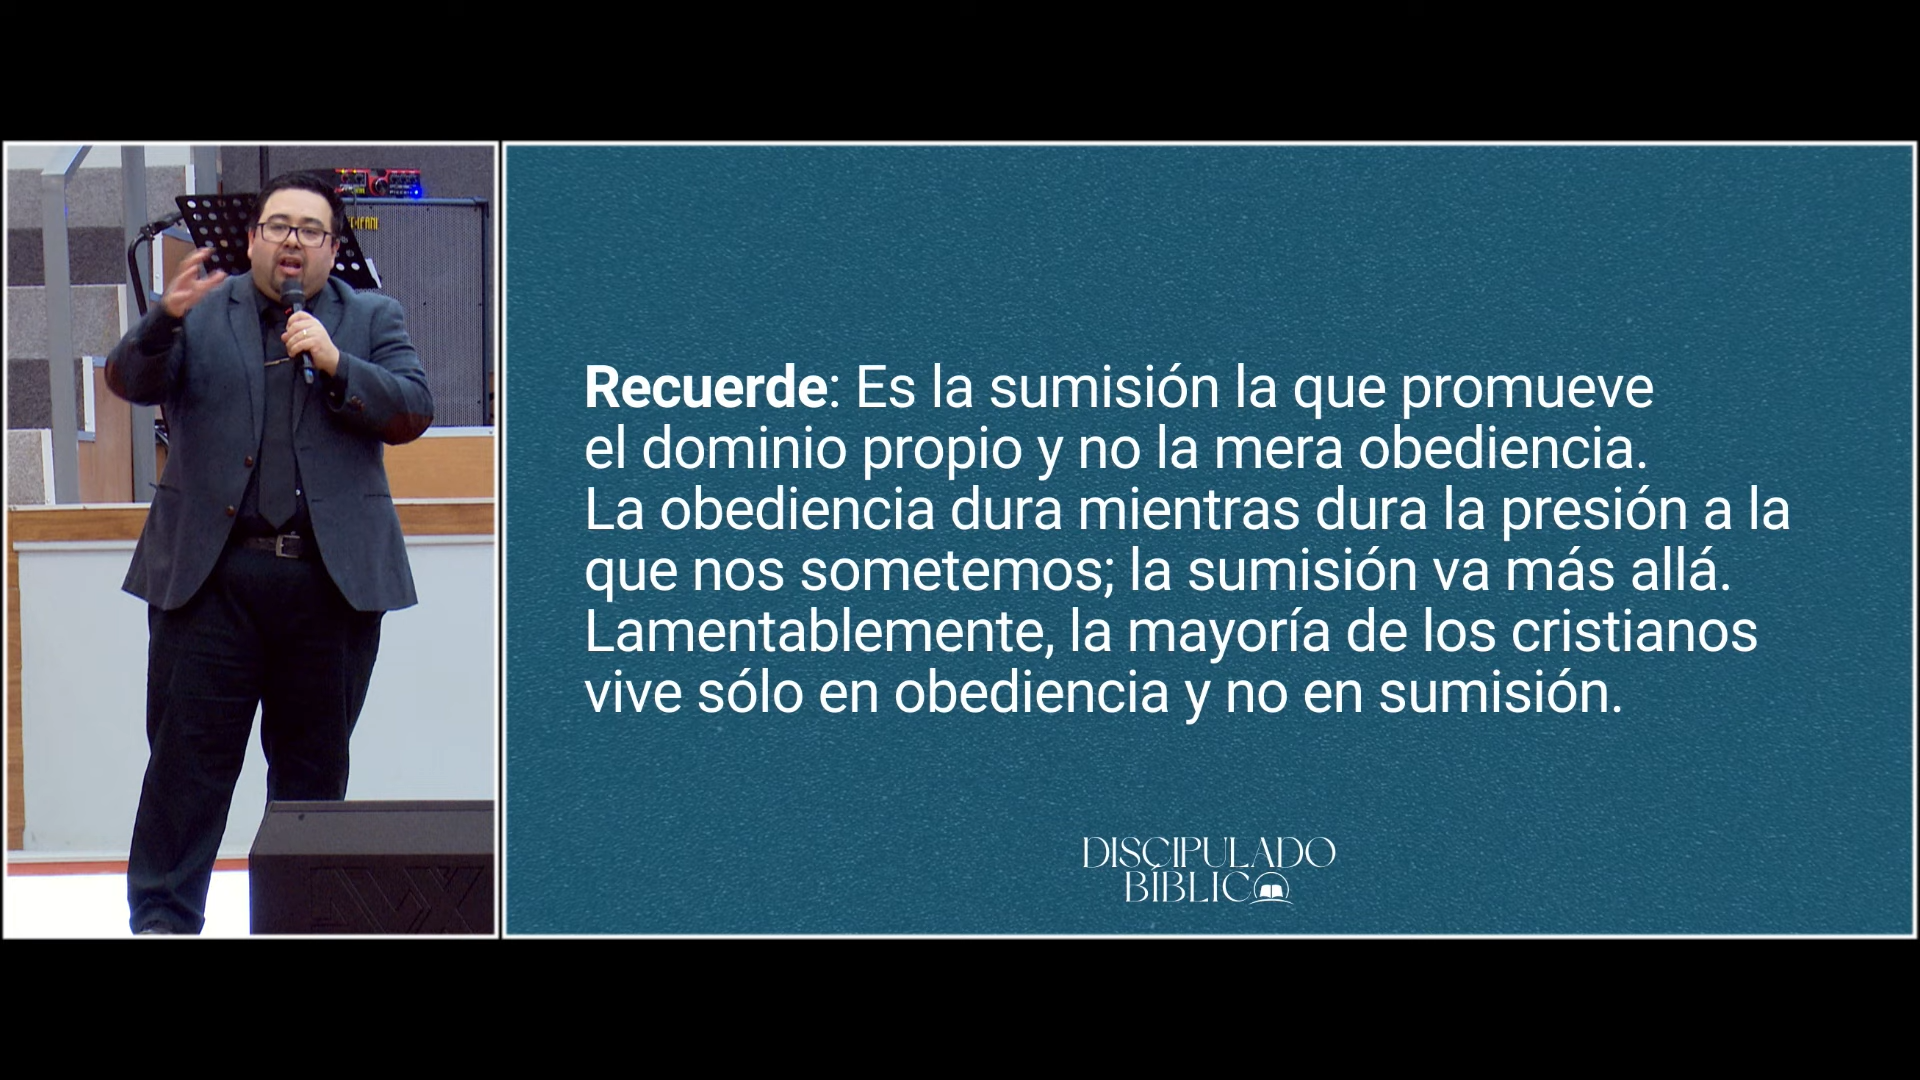 Recuerde: Es la sumisión la que promueve
el dominio propio y no la mera obediencia.
La obediencia dura mientras dura la presión a la
que nos sometemos; la sumisión va más allá.
Lamentablemente, la mayoría de los cristianos
vive sólo en obediencia y no en sumisión.
DISCIPULADO
BÍBLICO